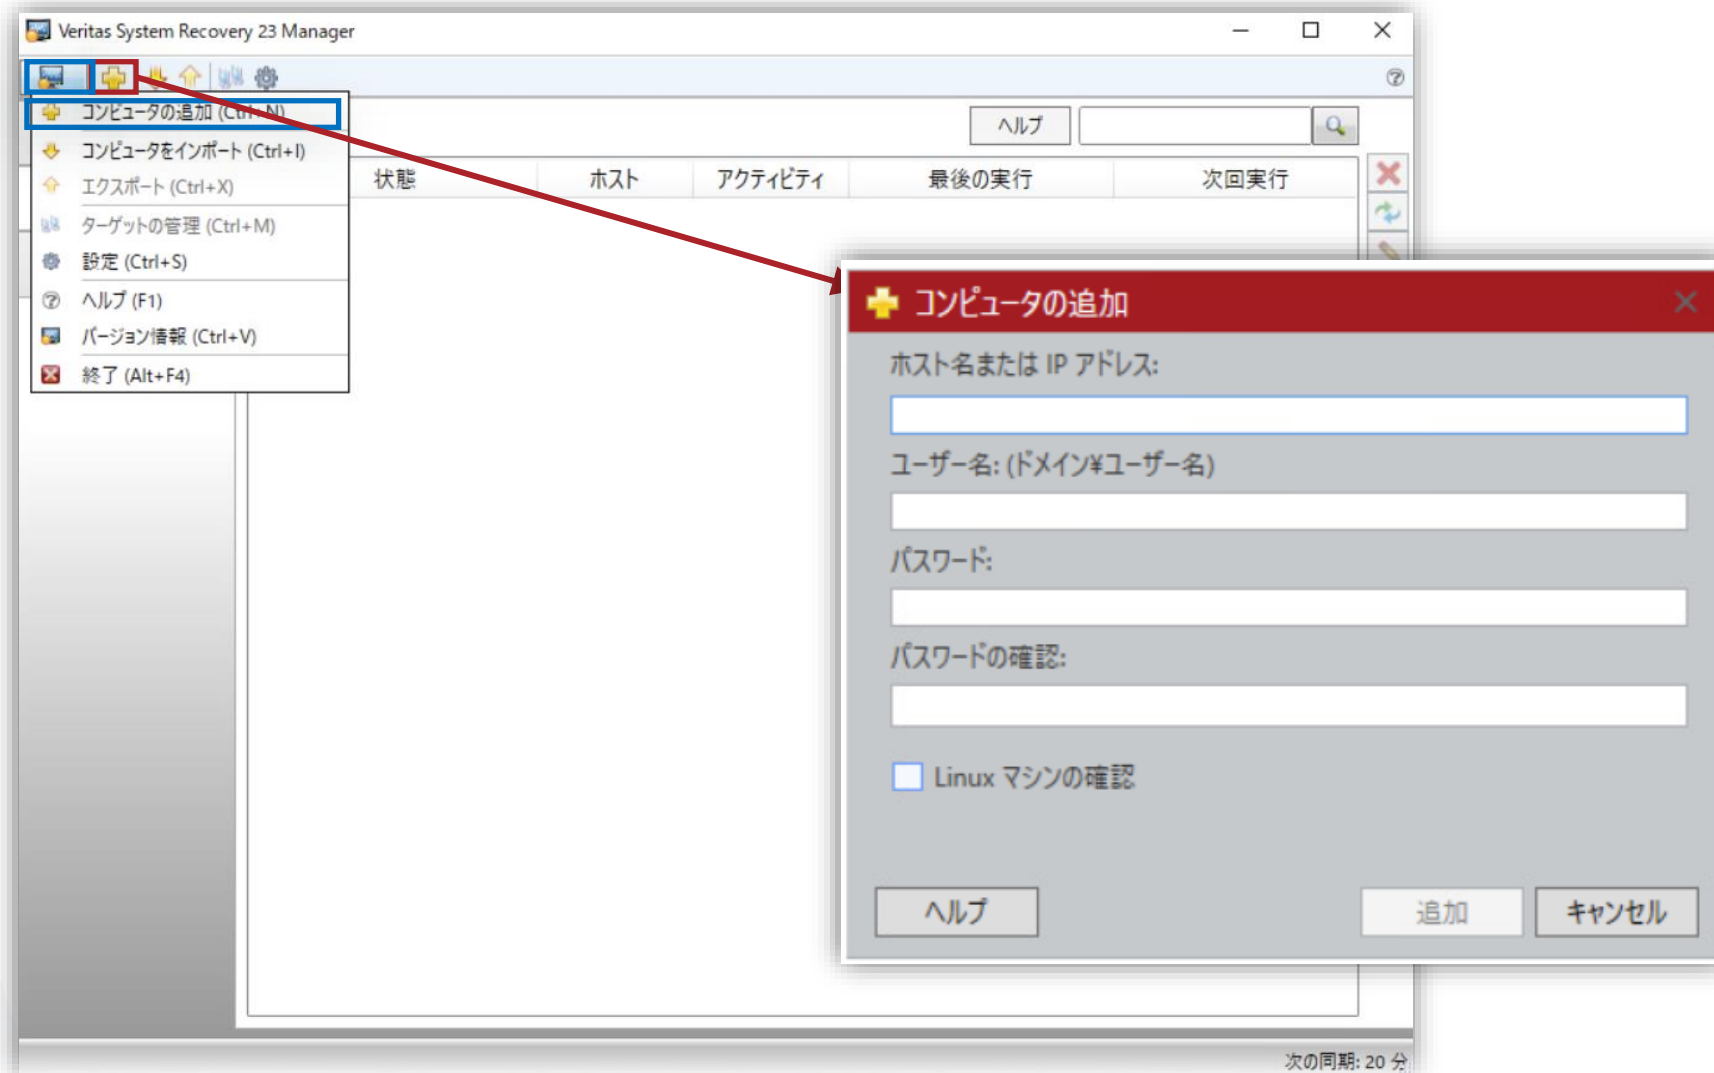 Veritas System Recovery 23 Manager
コンピュータの追加 (Ctrl+N)
コンピュータをインポート (Ctrl+I)
エクスポート (Ctrl+X)
ターゲットの管理 (Ctrl+M)
設定 (Ctrl+S)
ヘルプ (F1)
バージョン情報 (Ctrl+V)
終了 (Alt+F4)
ヘルプ
状態 ホスト アクティビティ 最後の実行 次回実行
コンピュータの追加
ホスト名または IP アドレス:
ユーザー名: (ドメイン¥ユーザー名)
パスワード:
パスワードの確認:
Linux マシンの確認
ヘルプ 追加 キャンセル
次の同期: 20 分